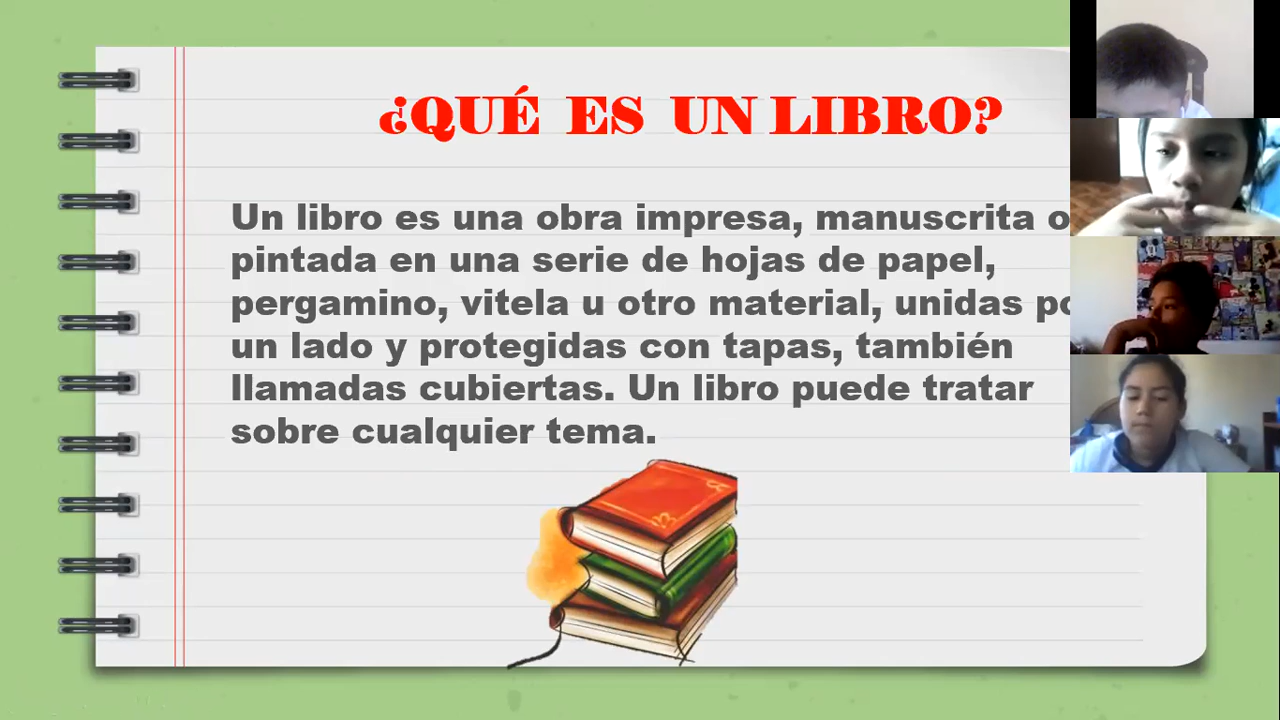 ¿QUÉ ES UN LIBRO?
Un libro es una obra impresa, manuscrita o
pintada en una serie de hojas de papel,
pergamino, vitela u otro material, unidas
un lado y protegidas con tapas, también
llamadas cubiertas. Un libro puede tratar
sobre cualquier tema.